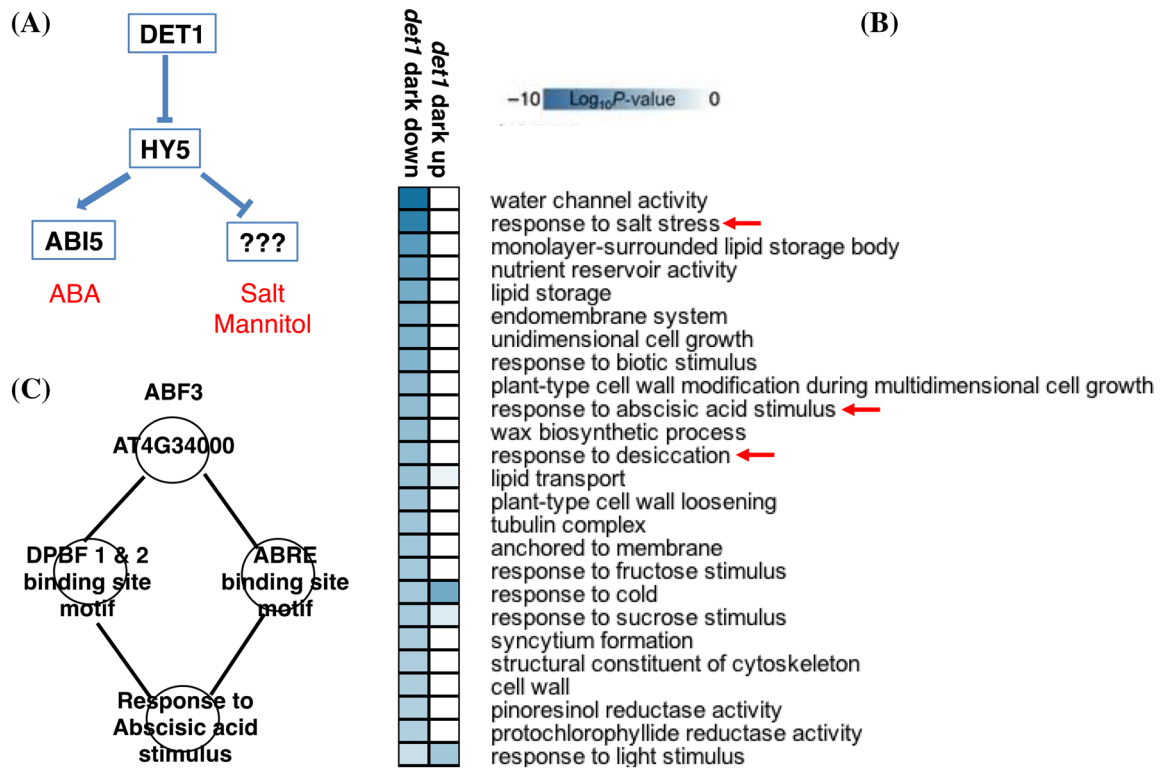 (A)
DET1
HY5
ABI5
???
ABA
Salt
Mannitol
(B)
det1 dark down
det1 dark up
−10 Log10P-value 0
water channel activity
response to salt stress
monolayer-surrounded lipid storage body
nutrient reservoir activity
lipid storage
endomembrane system
unidimensional cell growth
response to biotic stimulus
plant-type cell wall modification during multidimensional cell growth
response to abscisic acid stimulus
wax biosynthetic process
response to desiccation
lipid transport
plant-type cell wall loosening
tubulin complex
anchored to membrane
response to fructose stimulus
response to cold
response to sucrose stimulus
syncytium formation
structural constituent of cytoskeleton
cell wall
pinoresinol reductase activity
protochlorophyllide reductase activity
response to light stimulus
(C)
ABF3
AT4G34000
DPBF 1 & 2
binding site
motif
ABRE
binding site
motif
Response to
Abscisic acid
stimulus